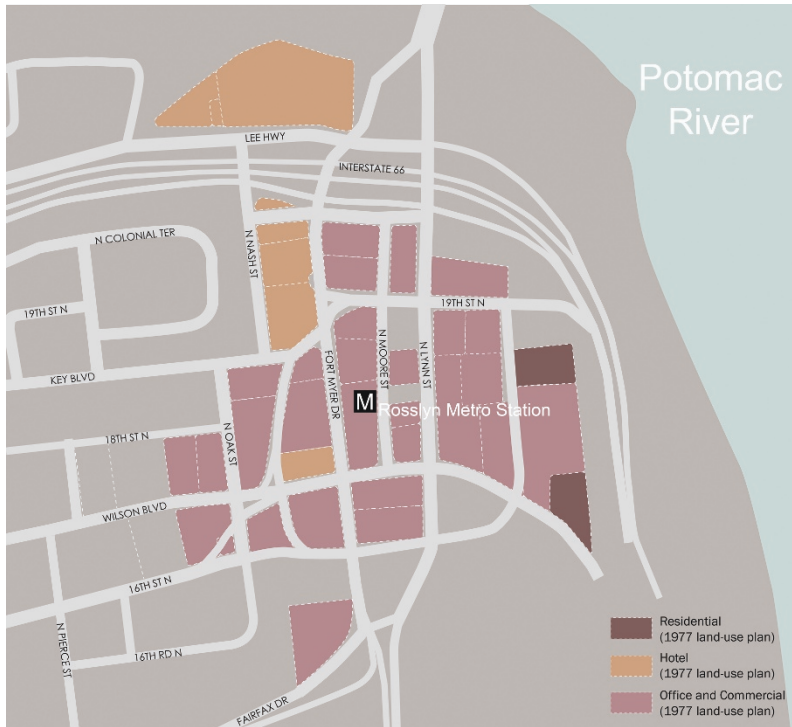 Potomac
River
LEE HWY
INTERSTATE 66
N COLONIAL TER
N NASH ST
19TH ST N
19TH ST N
KEY BLVD
FORT MYER DR
N MOORE ST
N LYNN ST
M
Rosslyn Metro Station
18TH ST N
N OAK ST
WILSON BLVD
16TH ST N
N PIERCE ST
16TH RD N
FAIRFAX DR
Residential
(1977 land-use plan)
Hotel
(1977 land-use plan)
Office and Commercial
(1977 land-use plan)